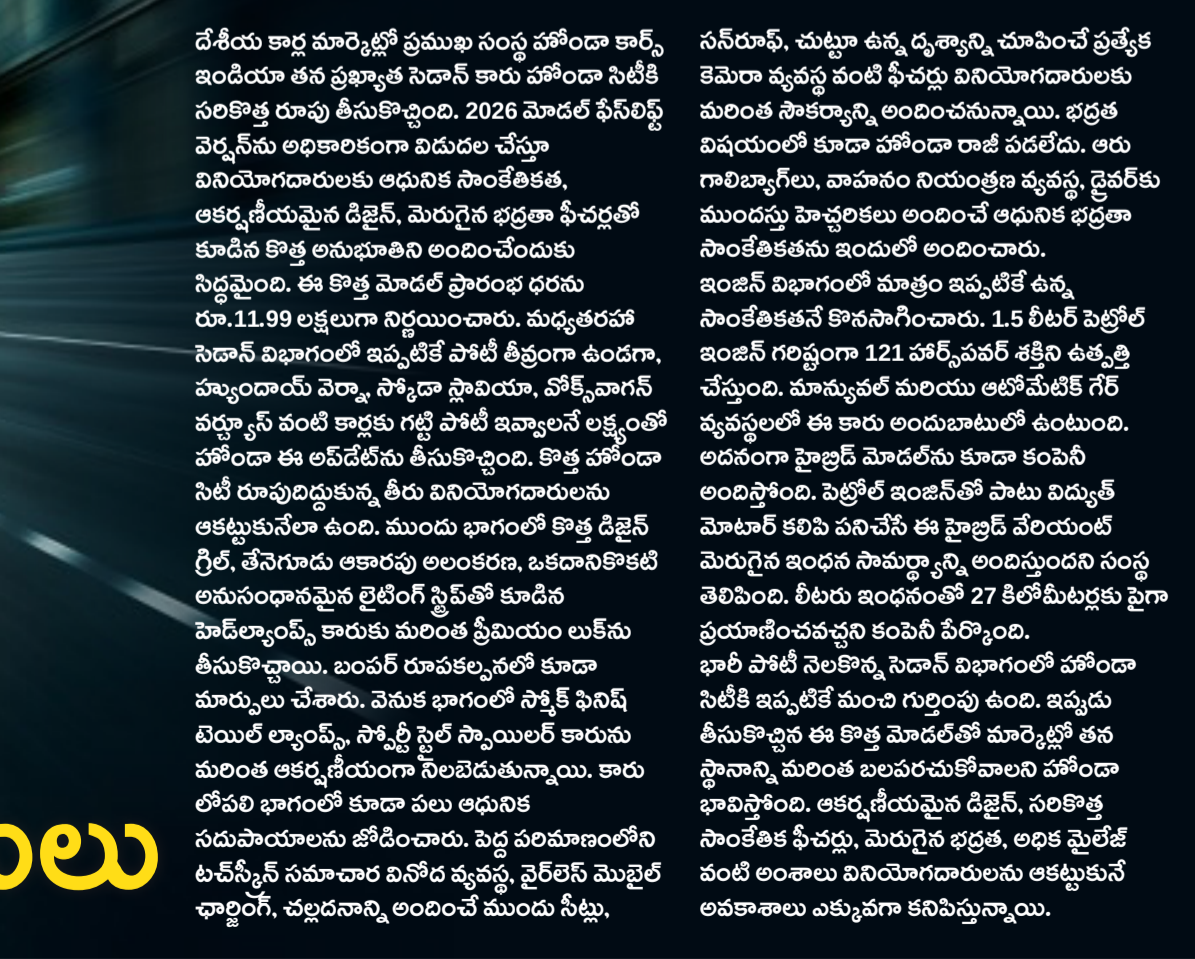 దేశీయ కార్ల మార్కెట్లో ప్రముఖ సంస్థ హోండా కార్స్
ఇండియా తన ప్రఖ్యాత సెడాన్ కారు హోండా సిటీకి
సరికొత్త రూపు తీసుకొచ్చింది. 2026 మోడల్ ఫేస్‌లిఫ్ట్
వెర్షన్‌ను అధికారికంగా విడుదల చేస్తూ
వినియోగదారులకు ఆధునిక సాంకేతికత,
ఆకర్షణీయమైన డిజైన్, మెరుగైన భద్రతా ఫీచర్లతో
కూడిన కొత్త అనుభూతిని అందించేందుకు
సిద్ధమైంది. ఈ కొత్త మోడల్ ప్రారంభ ధరను
రూ.11.99 లక్షలుగా నిర్ణయించారు. మధ్యతరహా
సెడాన్ విభాగంలో ఇప్పటికే పోటీ తీవ్రంగా ఉండగా,
హ్యుందాయ్ వెర్నా, స్కోడా స్లావియా, వోక్స్‌వాగన్
వర్చ్యూస్ వంటి కార్లకు గట్టి పోటీ ఇవ్వాలనే లక్ష్యంతో
హోండా ఈ అప్‌డేట్‌ను తీసుకొచ్చింది. కొత్త హోండా
సిటీ రూపుదిద్దుకున్న తీరు వినియోగదారులను
ఆకట్టుకునేలా ఉంది. ముందు భాగంలో కొత్త డిజైన్
గ్రిల్, తేనెగూడు ఆకారపు అలంకరణ, ఒకదానికొకటి
అనుసంధానమైన లైటింగ్ స్ట్రిప్‌తో కూడిన
హెడ్‌ల్యాంప్స్ కారుకు మరింత ప్రీమియం లుక్‌ను
తీసుకొచ్చాయి. బంపర్ రూపకల్పనలో కూడా
మార్పులు చేశారు. వెనుక భాగంలో స్మోక్ ఫినిష్
టెయిల్ ల్యాంప్స్, స్పోర్టీ స్టైల్ స్పాయిలర్ కారును
మరింత ఆకర్షణీయంగా నిలబెడుతున్నాయి. కారు
లోపలి భాగంలో కూడా పలు ఆధునిక
సదుపాయాలను జోడించారు. పెద్ద పరిమాణంలోని
టచ్‌స్క్రీన్ సమాచార వినోద వ్యవస్థ, వైర్‌లెస్ మొబైల్
ఛార్జింగ్, చల్లదనాన్ని అందించే ముందు సీట్లు,
సన్‌రూఫ్, చుట్టూ ఉన్న దృశ్యాన్ని చూపించే ప్రత్యేక
కెమెరా వ్యవస్థ వంటి ఫీచర్లు వినియోగదారులకు
మరింత సౌకర్యాన్ని అందించనున్నాయి. భద్రత
విషయంలో కూడా హోండా రాజీ పడలేదు. ఆరు
గాలిబ్యాగ్‌లు, వాహనం నియంత్రణ వ్యవస్థ, డ్రైవర్‌కు
ముందస్తు హెచ్చరికలు అందించే ఆధునిక భద్రతా
సాంకేతికతను ఇందులో అందించారు.
ఇంజిన్ విభాగంలో మాత్రం ఇప్పటికే ఉన్న
సాంకేతికతనే కొనసాగించారు. 1.5 లీటర్ పెట్రోల్
ఇంజిన్ గరిష్టంగా 121 హార్స్‌పవర్ శక్తిని ఉత్పత్తి
చేస్తుంది. మాన్యువల్ మరియు ఆటోమేటిక్ గేర్
వ్యవస్థలలో ఈ కారు అందుబాటులో ఉంటుంది.
అదనంగా హైబ్రిడ్ మోడల్‌ను కూడా కంపెనీ
అందిస్తోంది. పెట్రోల్ ఇంజిన్‌తో పాటు విద్యుత్
మోటార్ కలిపి పనిచేసే ఈ హైబ్రిడ్ వేరియంట్
మెరుగైన ఇంధన సామర్థ్యాన్ని అందిస్తుందని సంస్థ
తెలిపింది. లీటరు ఇంధనంతో 27 కిలోమీటర్లకు పైగా
ప్రయాణించవచ్చని కంపెనీ పేర్కొంది.
భారీ పోటీ నెలకొన్న సెడాన్ విభాగంలో హోండా
సిటీకి ఇప్పటికే మంచి గుర్తింపు ఉంది. ఇప్పుడు
తీసుకొచ్చిన ఈ కొత్త మోడల్‌తో మార్కెట్లో తన
స్థానాన్ని మరింత బలపరచుకోవాలని హోండా
భావిస్తోంది. ఆకర్షణీయమైన డిజైన్, సరికొత్త
సాంకేతిక ఫీచర్లు, మెరుగైన భద్రత, అధిక మైలేజ్
వంటి అంశాలు వినియోగదారులను ఆకట్టుకునే
అవకాశాలు ఎక్కువగా కనిపిస్తున్నాయి.